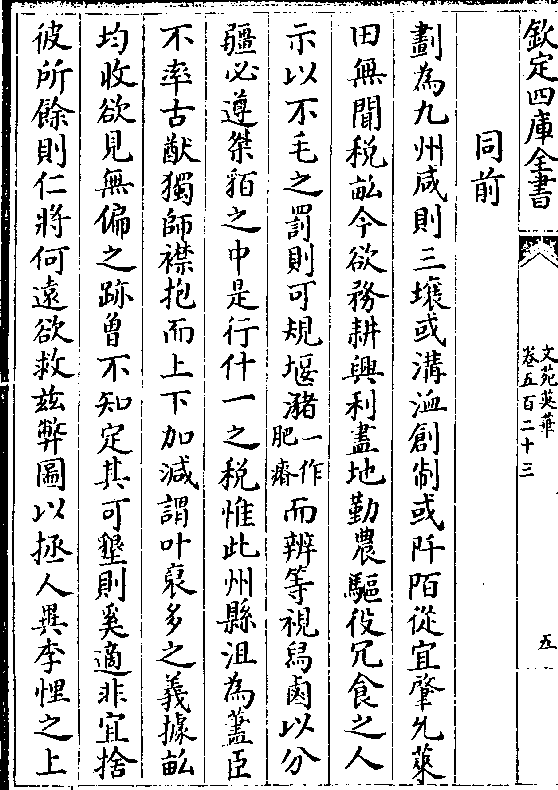 欽定四庫全書
文苑英華
卷五百二十三
五
同前
劃為九州咸則三壤或溝洫創制或阡陌從宜肇允萊
田無聞税畝今欲務耕興利盡地勤農驅役冗食之人
示以不毛之罰則可規堰瀦一作肥瘠而辨等視舄鹵以分
疆必遵桀貊之中是行什一之税惟此州縣沮為藎臣
不率古猷獨師襟抱而上下加減謂叶裒多之義據畝
均收欲見無偏之跡曾不知定其可墾則奚適非宜捨
彼所餘則仁將何遠欲救茲弊圖以拯人異李悝之上